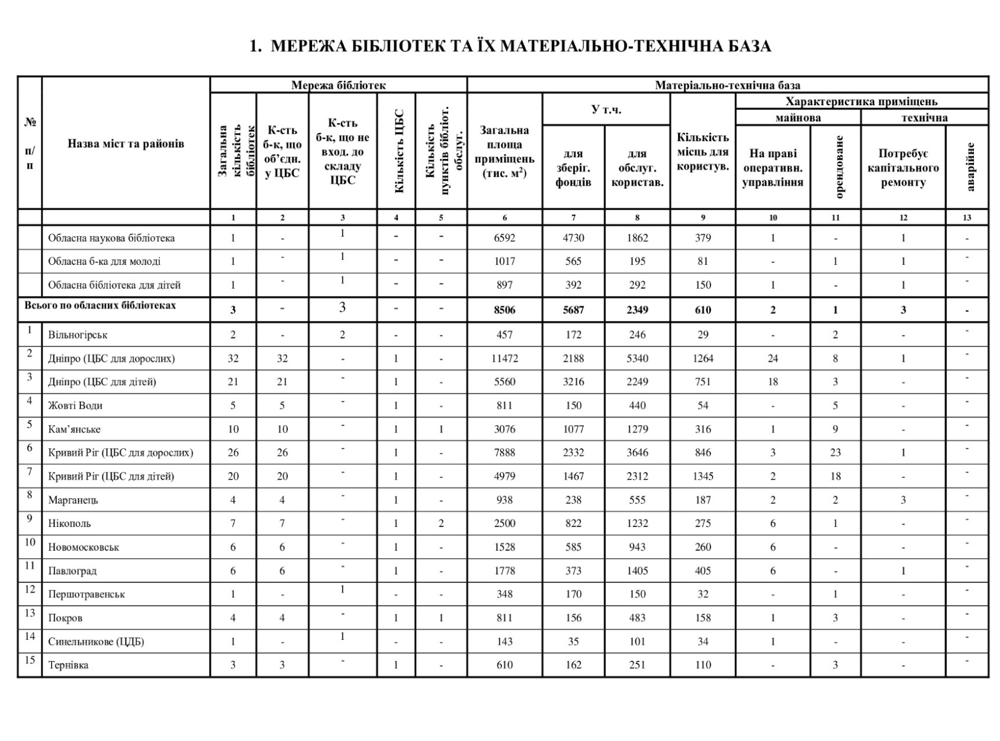 1. МЕРЕЖА БІБЛІОТЕК ТА ЇХ МАТЕРІАЛЬНО-ТЕХНІЧНА БАЗА
№ п/п
Назва міст та районів
Мережа бібліотек
Матеріально-технічна база
Загальна кількість бібліотек
К-сть б-к, що об’єдн. у ЦБС
К-сть б-к, що не вход. до складу ЦБС
Кількість ЦБС
Кількість пунктів бібліот. обслуг.
Загальна площа приміщень (тис. м²)
У т.ч.
для зберіг. фондів
для обслуг. користав.
Кількість місць для користув.
Характеристика приміщень
майнова
технічна
На праві оперативн. управління
орендоване
Потребує капітального ремонту
аварійне
1 2 3 4 5 6 7 8 9 10 11 12 13
Обласна наукова бібліотека 1 - 1 - - 6592 4730 1862 379 1 - 1 -
Обласна б-ка для молоді 1 - 1 - - 1017 565 195 81 - 1 1 -
Обласна бібліотека для дітей 1 - 1 - - 897 392 292 150 1 - 1
Всього по обласних бібліотеках 3 - 3 - - 8506 5687 2349 610 2 1 3 -
1 Вільногірськ 2 - 2 - - 457 172 246 29 - 2 - -
2 Дніпро (ЦБС для дорослих) 32 32 - 1 - 11472 2188 5340 1264 24 8 1 -
3 Дніпро (ЦБС для дітей) 21 21 - 1 - 5560 3216 2249 751 18 3 - -
4 Жовті Води 5 5 - 1 - 811 150 440 54 - 5 - -
5 Кам’янське 10 10 - 1 1 3076 1077 1279 316 1 9 - -
6 Кривий Ріг (ЦБС для дорослих) 26 26 - 1 - 7888 2332 3646 846 3 23 1 -
7 Кривий Ріг (ЦБС для дітей) 20 20 - 1 - 4979 1467 2312 1345 2 18 - -
8 Марганець 4 4 - 1 - 938 238 555 187 2 2 3 -
9 Нікополь 7 7 - 1 2 2500 822 1232 275 6 1 - -
10 Новомосковськ 6 6 - 1 - 1528 585 943 260 6 - - -
11 Павлоград 6 6 - 1 - 1778 373 1405 405 6 - 1 -
12 Першотравенськ 1 - 1 - - 348 170 150 32 - 1 - -
13 Покров 4 4 - 1 1 811 156 483 158 1 3 - -
14 Синельникове (ЦДБ) 1 - 1 - - 143 35 101 34 1 - - -
15 Тернівка 3 3 - 1 - 610 162 251 110 - 3 - -